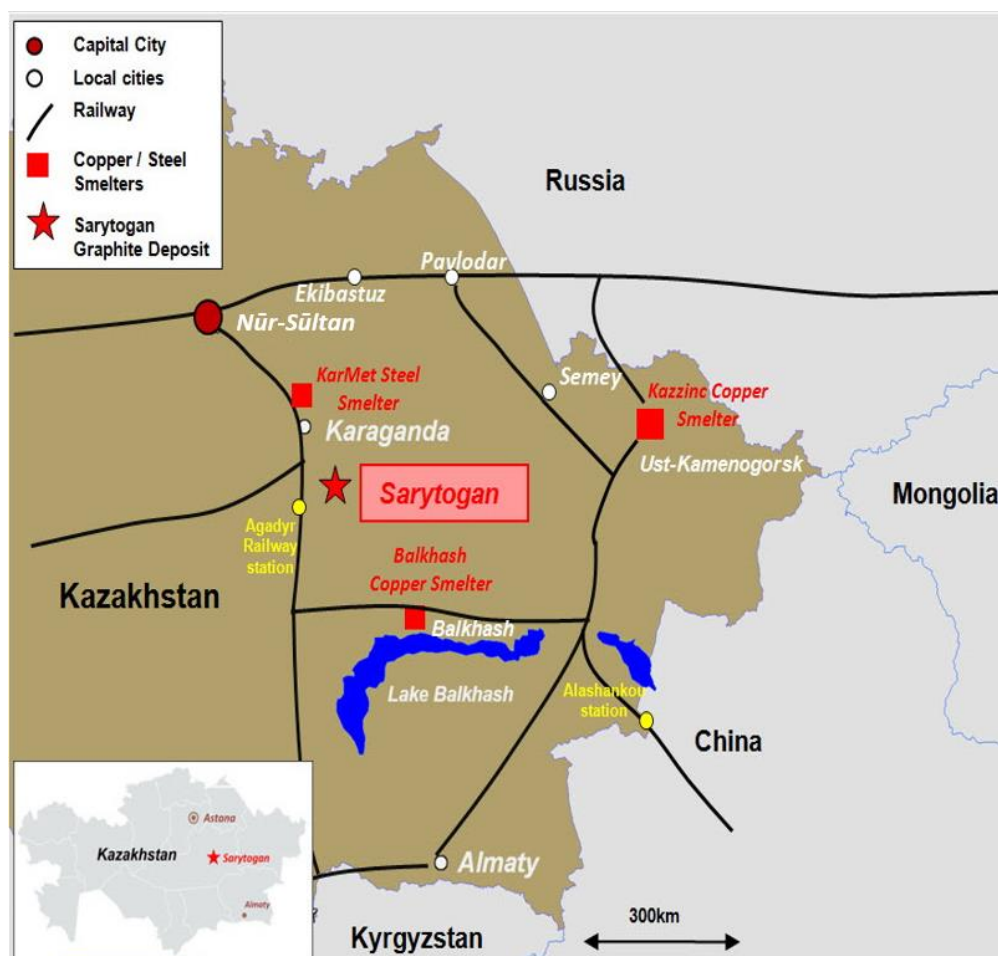 Capital City
Local cities
Railway
Copper / Steel
Smelters
Sarytogan
Graphite Deposit
Russia
Pavlodar
Ekibastuz
Nūr-Sūltan
KarMet Steel
Smelter
Semey
Kazzinc Copper
Smelter
Karaganda
Ust-Kamenogorsk
Sarytogan
Mongolia
Agadyr
Railway
station
Balkhash
Copper Smelter
Kazakhstan
Balkhash
Lake Balkhash
Alashankou
station
China
Astana
Kazakhstan
Sarytogan
Almaty
Almaty
300km
Kyrgyzstan